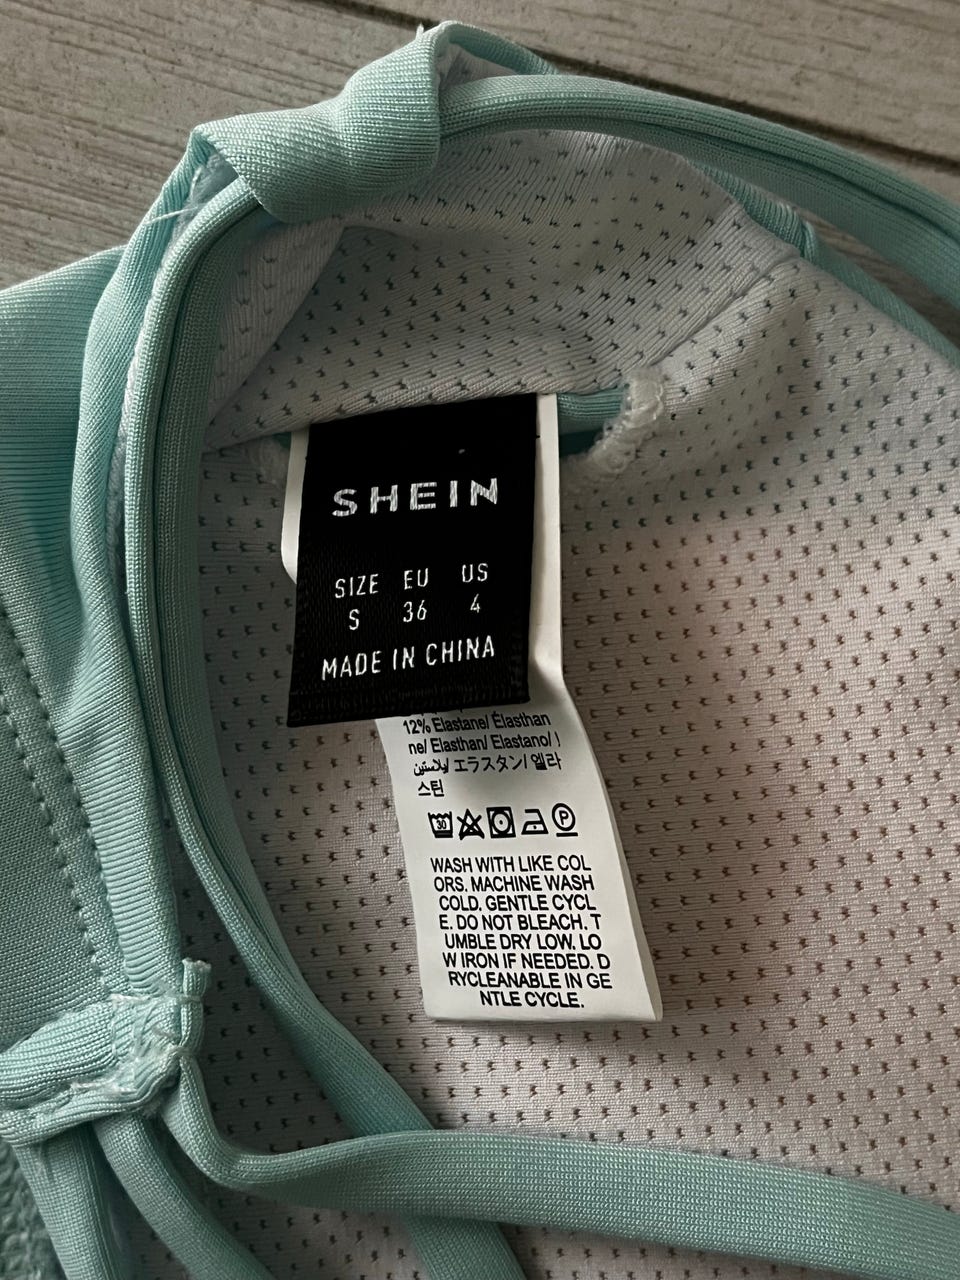 SHEIN
SIZE EU US
S 36 4
MADE IN CHINA
12% Elastane/ Élasthan
ne/ Elasthan/ Elastano/
إيلاستين/ エラスタン/ 엘라
스틴
30 P
WASH WITH LIKE COL
ORS. MACHINE WASH
COLD. GENTLE CYCL
E. DO NOT BLEACH. T
UMBLE DRY LOW. LO
W IRON IF NEEDED. D
RYCLEANABLE IN GE
NTLE CYCLE.